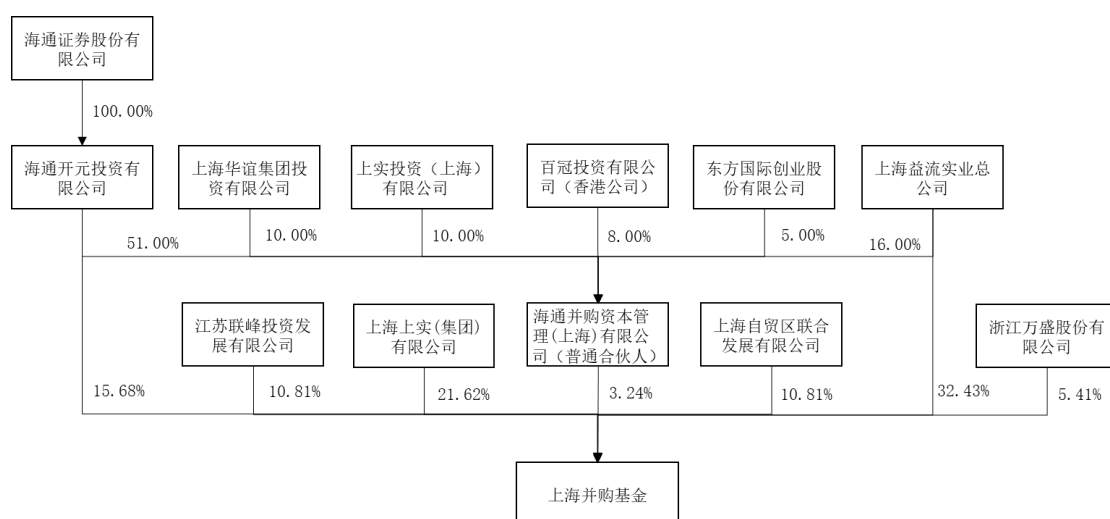 海通证券股份有
限公司
100.00%
海通开元投资有
限公司
上海华谊集团投
资有限公司
上实投资（上海）
有限公司
百冠投资有限公
司（香港公司）
东方国际创业股
份有限公司
上海益流实业总
公司
51.00%
10.00%
10.00%
8.00%
5.00%
16.00%
江苏联峰投资发
展有限公司
上海上实(集团)
有限公司
海通并购资本管
理(上海)有限公
司（普通合伙人）
上海自贸区联合
发展有限公司
浙江万盛股份有
限公司
15.68%
10.81%
21.62%
3.24%
10.81%
32.43%
5.41%
上海并购基金